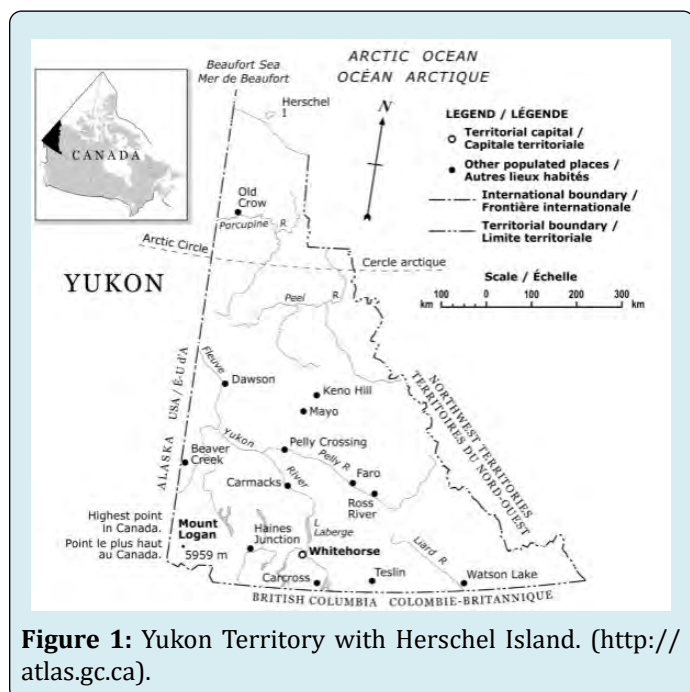 ARCTIC OCEAN
OCÉAN ARCTIQUE
Beaufort Sea
Mer de Beaufort
Herschel
I
N
CANADA
LEGEND / LÉGENDE
Territorial capital /
Capitale territoriale
Other populated places /
Autres lieux habités
International boundary /
Frontière internationale
Territorial boundary /
Limite territoriale
Scale / Échelle
100 0 100 200 300
km km
Old
Crow
Porcupine R.
Arctic Circle
Cercle arctique
YUKON
Peel R.
Fleuve
Dawson
Keno Hill
Mayo
ALASKA USA / É-U d'A
NORTHWEST TERRITORIES
TERRITOIRES DU NORD-OUEST
Yukon
River
Pelly Crossing
Pelly R
Beaver
Creek
Carmacks
Faro
Ross
River
Highest point
in Canada.
Point le plus haut
au Canada.
Mount
Logan
5959 m
Haines
Junction
L
Laberge
Whitehorse
Liard R
Carcross
Teslin
Watson Lake
BRITISH COLUMBIA COLOMBIE-BRITANNIQUE
Figure 1: Yukon Territory with Herschel Island. (http://
atlas.gc.ca).